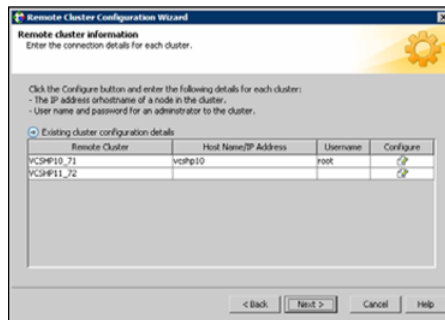 Remote Cluster Configuration Wizard
Remote cluster information
Enter the connection details for each cluster.
Click the Configure button and enter the following details for each cluster:
- The IP address orhostname of a node in the cluster.
- User name and password for an adminstrator to the cluster.
Existing cluster configuration details
Remote Cluster Host Name/IP Address Username Configure
VCSHP10_71 vcshp10 root
VCSHP11_72
< Back Next > Cancel Help